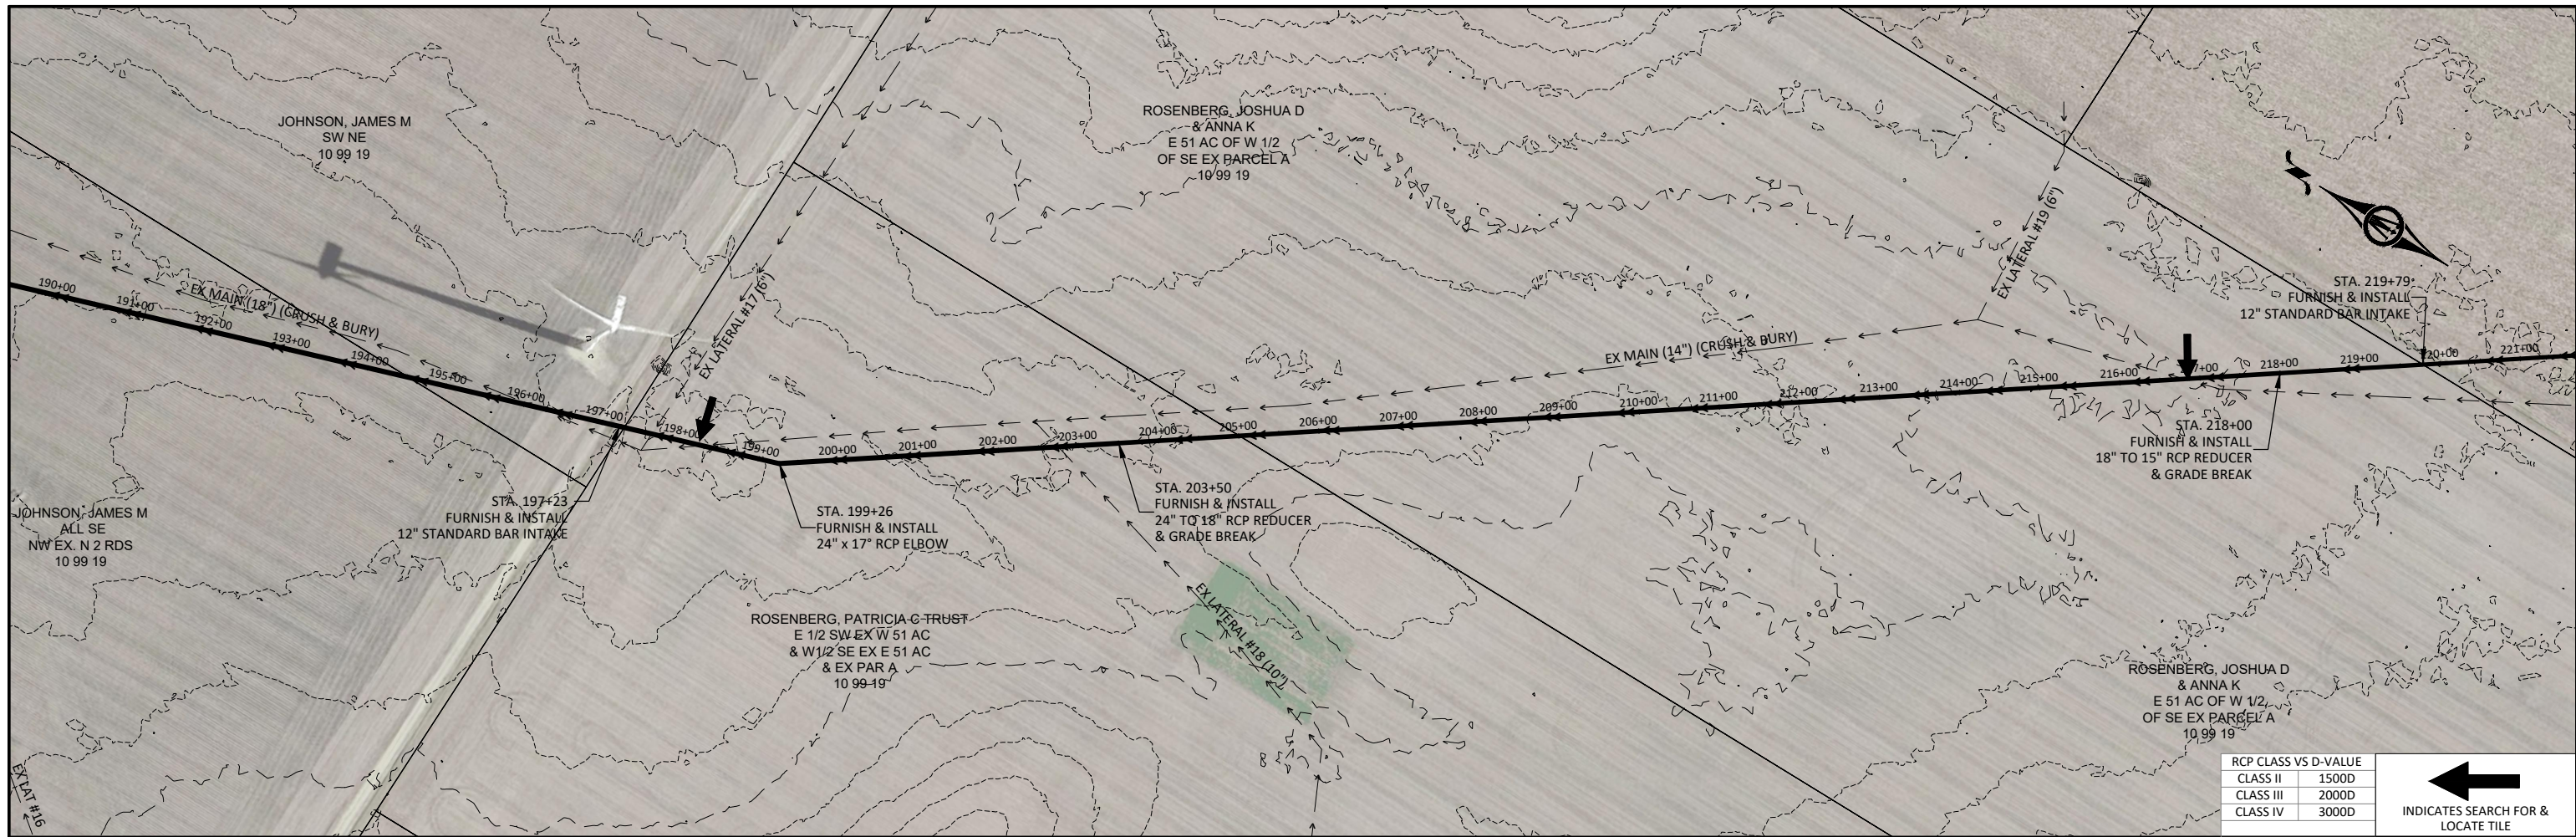 JOHNSON, JAMES M
SW NE
10 99 19
ROSENBERG, JOSHUA D
& ANNA K
E 51 AC OF W 1/2
OF SE EX PARCEL A
10 99 19
EX LATERAL #17 (6")
EX LATERAL #19 (6")
EX MAIN (18") (CRUSH & BURY)
EX MAIN (14") (CRUSH & BURY)
STA. 219+79
FURNISH & INSTALL
12" STANDARD BAR INTAKE
190+00
191+00
192+00
193+00
194+00
195+00
196+00
197+00
198+00
199+00
200+00
201+00
202+00
203+00
204+00
205+00
206+00
207+00
208+00
209+00
210+00
211+00
212+00
213+00
214+00
215+00
216+00
218+00
219+00
221+00
STA. 197+23
FURNISH & INSTALL
12" STANDARD BAR INTAKE
STA. 199+26
FURNISH & INSTALL
24" x 17° RCP ELBOW
STA. 203+50
FURNISH & INSTALL
24" TO 18" RCP REDUCER
& GRADE BREAK
STA. 218+00
FURNISH & INSTALL
18" TO 15" RCP REDUCER
& GRADE BREAK
JOHNSON, JAMES M
ALL SE
NW EX. N 2 RDS
10 99 19
ROSENBERG, PATRICIA C TRUST
E 1/2 SW EX W 51 AC
& W1/2 SE EX E 51 AC
& EX PAR A
10 99 19
EX LATERAL #18 (10")
ROSENBERG, JOSHUA D
& ANNA K
E 51 AC OF W 1/2
OF SE EX PARCEL A
10 99 19
EX LAT #16
RCP CLASS VS D-VALUE
CLASS II 1500D
CLASS III 2000D
CLASS IV 3000D
INDICATES SEARCH FOR &
LOCATE TILE